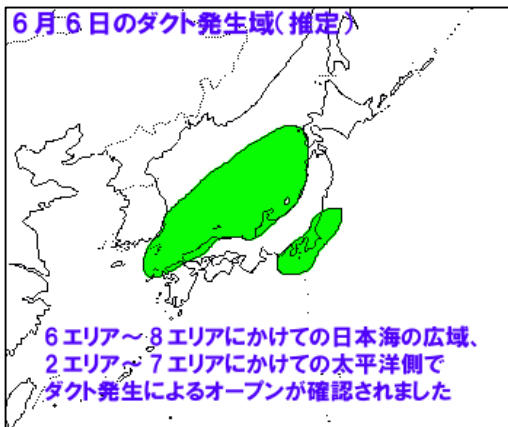 6月6日のダクト発生域(推定)
6エリア～8エリアにかけての日本海の広域、
2エリア～7エリアにかけての太平洋側で
ダクト発生によるオープンが確認されました